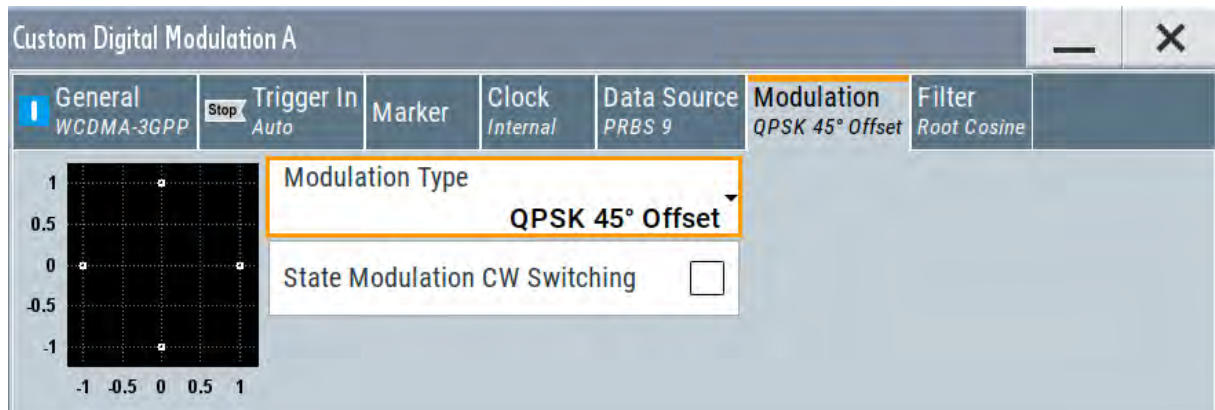 Custom Digital Modulation A
General
WCDMA-3GPP
Stop
Trigger In
Auto
Marker
Clock
Internal
Data Source
PRBS 9
Modulation
QPSK 45° Offset
Filter
Root Cosine
1
0.5
0
-0.5
-1
-1 -0.5 0 0.5 1
Modulation Type
QPSK 45° Offset
State Modulation CW Switching